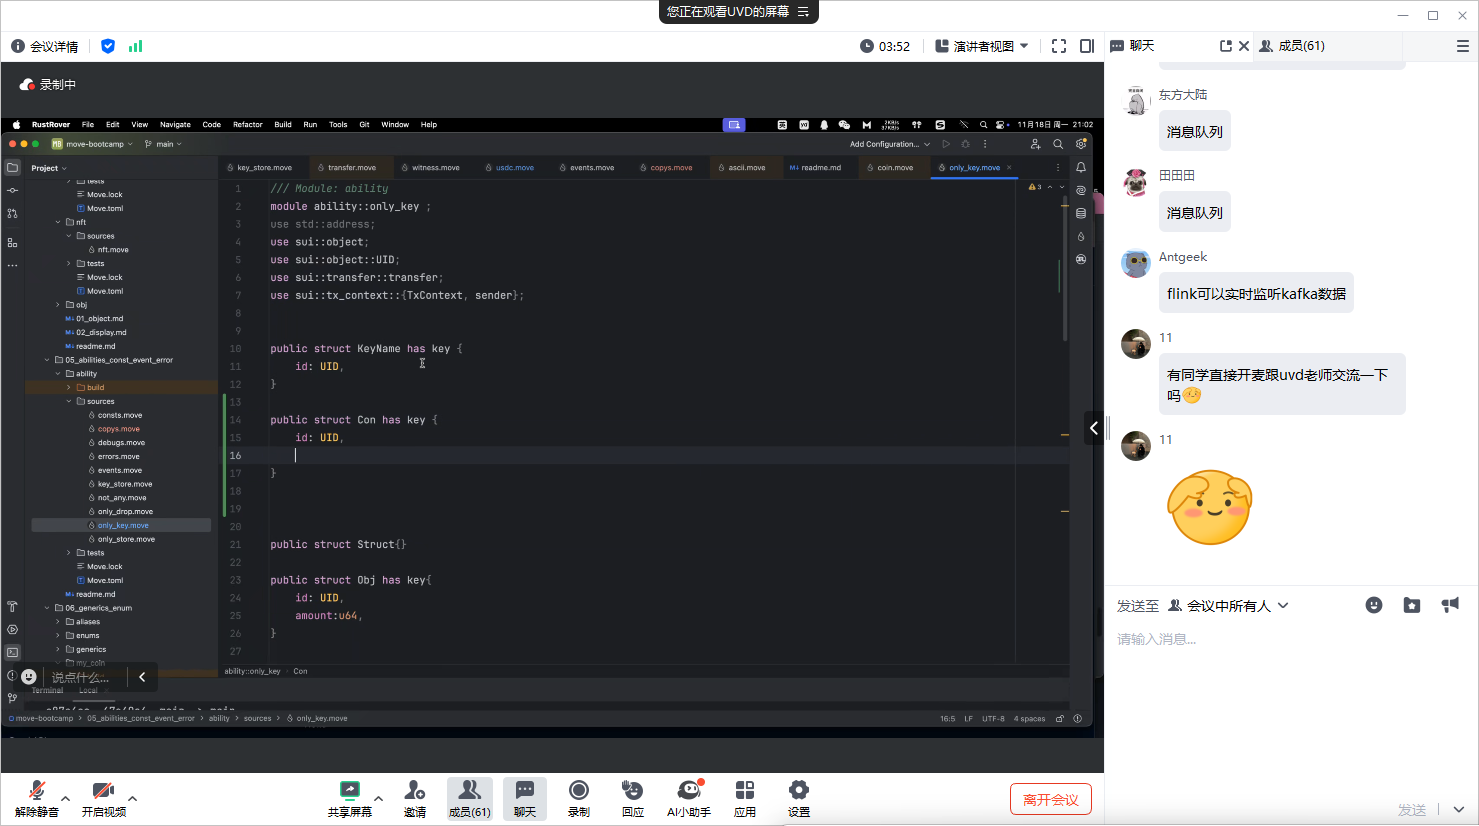 您正在观看UVD的屏幕
会议详情
03:52
演讲者视图
聊天
成员(61)
录制中
RustRover File Edit View Navigate Code Refactor Build Run Tools Git Window Help
11月18日 周一 21:02
MB move-bootcamp main
Add Configuration...
Project
key_store.move
transfer.move
witness.move
usdc.move
events.move
copys.move
ascii.move
readme.md
coin.move
only_key.move
tests
Move.lock
Move.toml
nft
sources
nft.move
tests
Move.lock
Move.toml
obj
01_object.md
02_display.md
readme.md
05_abilities_const_event_error
ability
build
sources
consts.move
copys.move
debugs.move
errors.move
events.move
key_store.move
not_any.move
only_drop.move
only_key.move
only_store.move
tests
Move.lock
Move.toml
readme.md
06_generics_enum
aliases
enums
generics
my_coin
1 /// Module: ability
2 module ability::only_key ;
3 use std::address;
4 use sui::object;
5 use sui::object::UID;
6 use sui::transfer::transfer;
7 use sui::tx_context::{TxContext, sender};
8
9
10 public struct KeyName has key {
11 id: UID,
12 }
13
14 public struct Con has key {
15 id: UID,
16
17 }
18
19
20
21 public struct Struct{}
22
23 public struct Obj has key{
24 id: UID,
25 amount:u64,
26 }
27
3
ability::only_key Con
说点什么...
Terminal Local
move-bootcamp > 05_abilities_const_event_error > ability > sources > only_key.move
16:5 LF UTF-8 4 spaces
东方大陆
消息队列
田田田
消息队列
Antgeek
flink可以实时监听kafka数据
11
有同学直接开麦跟uvd老师交流一下
吗
11
发送至 会议中所有人
请输入消息...
发送
解除静音
开启视频
共享屏幕
邀请
成员(61)
聊天
录制
回应
AI小助手
应用
设置
离开会议